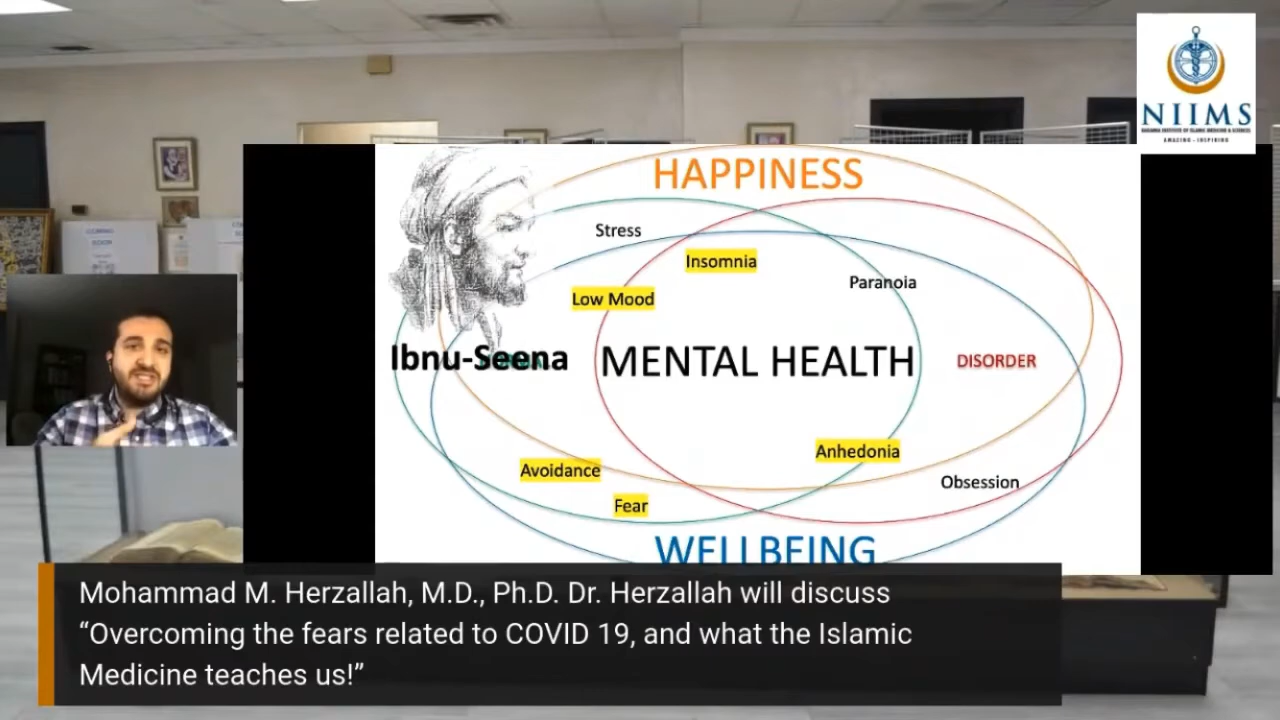 NIIMS
AMAZING - INSPIRING
HAPPINESS
Stress
Insomnia
Paranoia
Low Mood
Ibnu-Seena
MENTAL HEALTH
DISORDER
Anhedonia
Avoidance
Obsession
Fear
WELLBEING
Mohammad M. Herzallah, M.D., Ph.D. Dr. Herzallah will discuss
“Overcoming the fears related to COVID 19, and what the Islamic
Medicine teaches us!”